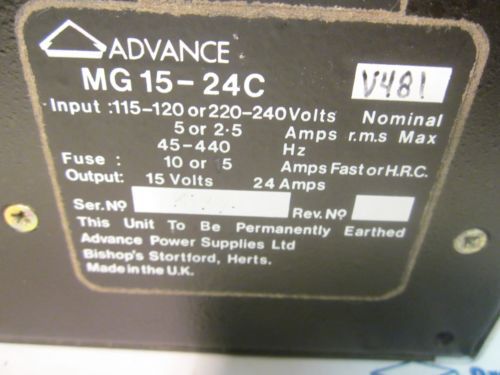 ADVANCE
MG 15-24C
V481
Input :115-120 or 220-240 Volts Nominal
5 or 2·5 Amps r.m.s Max
45-440 Hz
Fuse : 10 or 5 Amps Fast or H.R.C.
Output: 15 Volts 24 Amps
Ser. Nº Rev. Nº
This Unit To Be Permanently Earthed
Advance Power Supplies Ltd
Bishop's Stortford, Herts.
Made in the U.K.